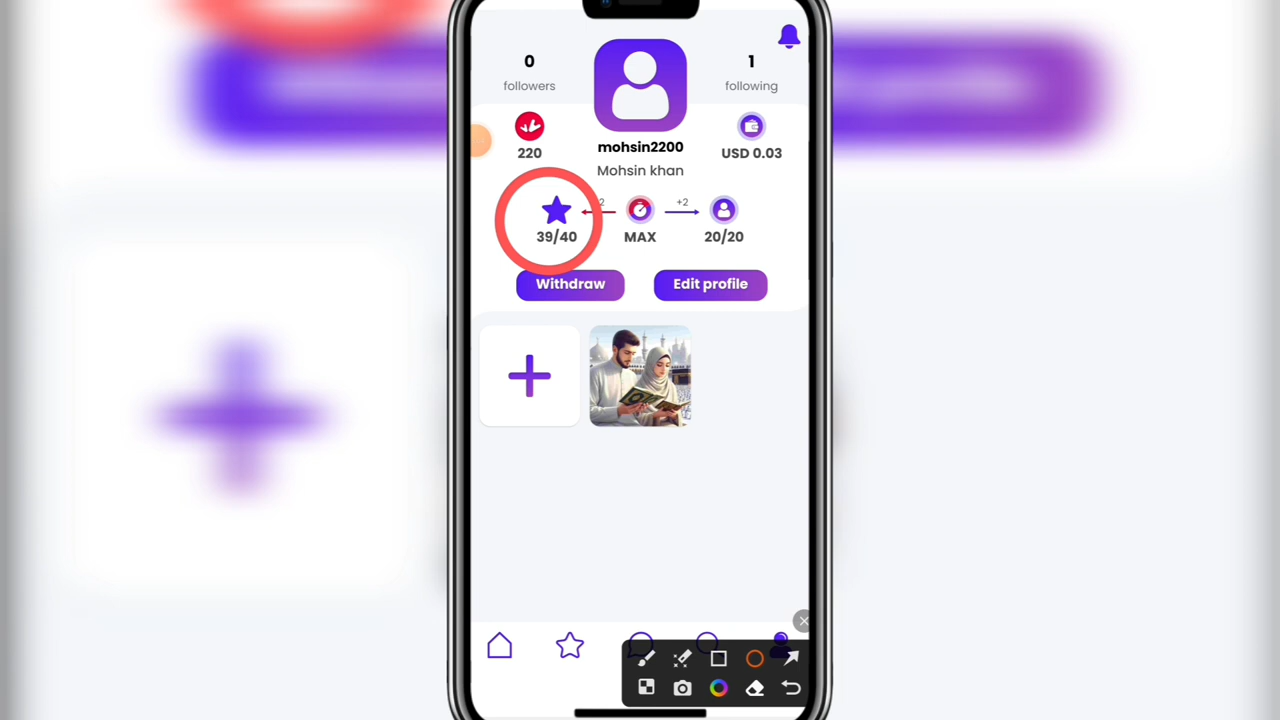 0
1
followers
following
220
mohsin2200
USD 0.03
Mohsin khan
+2
39/40
MAX
20/20
Withdraw
Edit profile